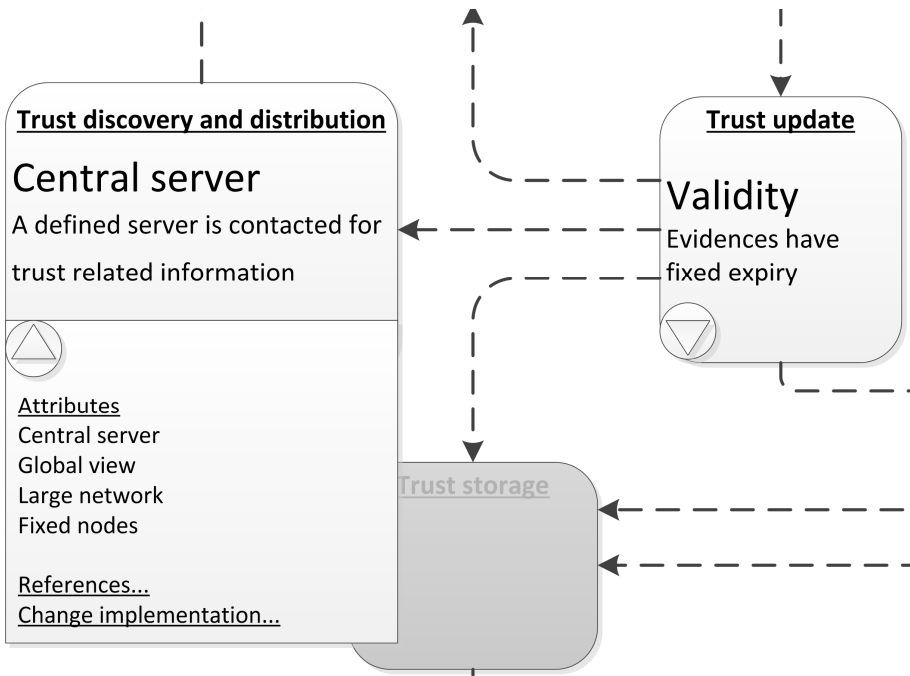 Trust discovery and distribution
Central server
A defined server is contacted for
trust related information
Attributes
Central server
Global view
Large network
Fixed nodes
References...
Change implementation...
Trust update
Validity
Evidences have
fixed expiry
Trust storage